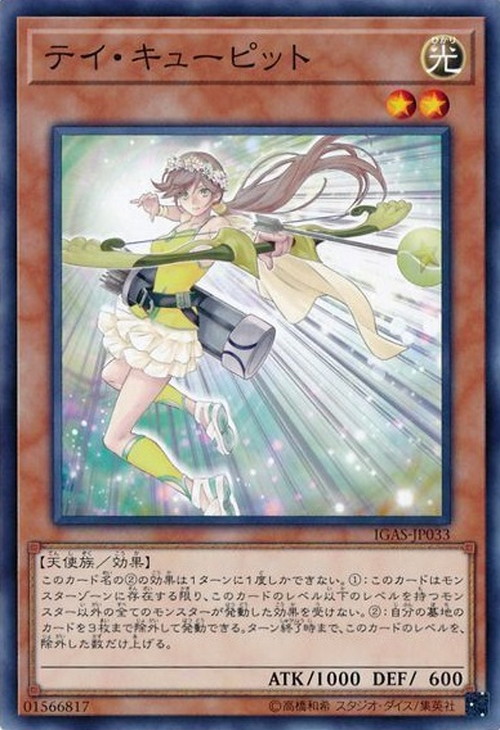 テイ・キューピット
光
IGAS-JP033
【天使族／効果】
このカード名の②の効果は１ターンに１度しかできない。①：このカードはモン
スターゾーンに存在する限り、このカードのレベル以下のレベルを持つモン
スター以外の全てのモンスターが発動した効果を受けない。②：自分の墓地の
カードを３枚まで除外して発動できる。ターン終了時まで、このカードのレベルを、
除外した数だけ上げる。
ATK/1000 DEF/ 600
01566817 ©高橋和希 スタジオ・ダイス/集英社